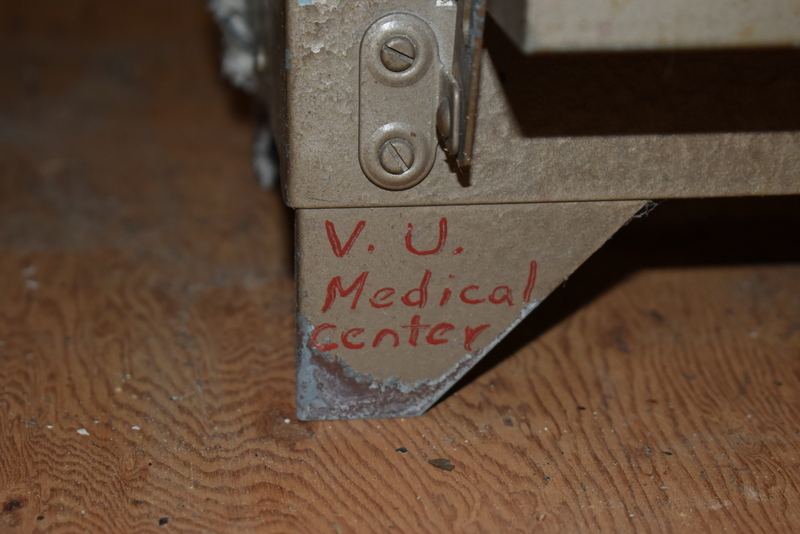 V. U.
Medical
Center